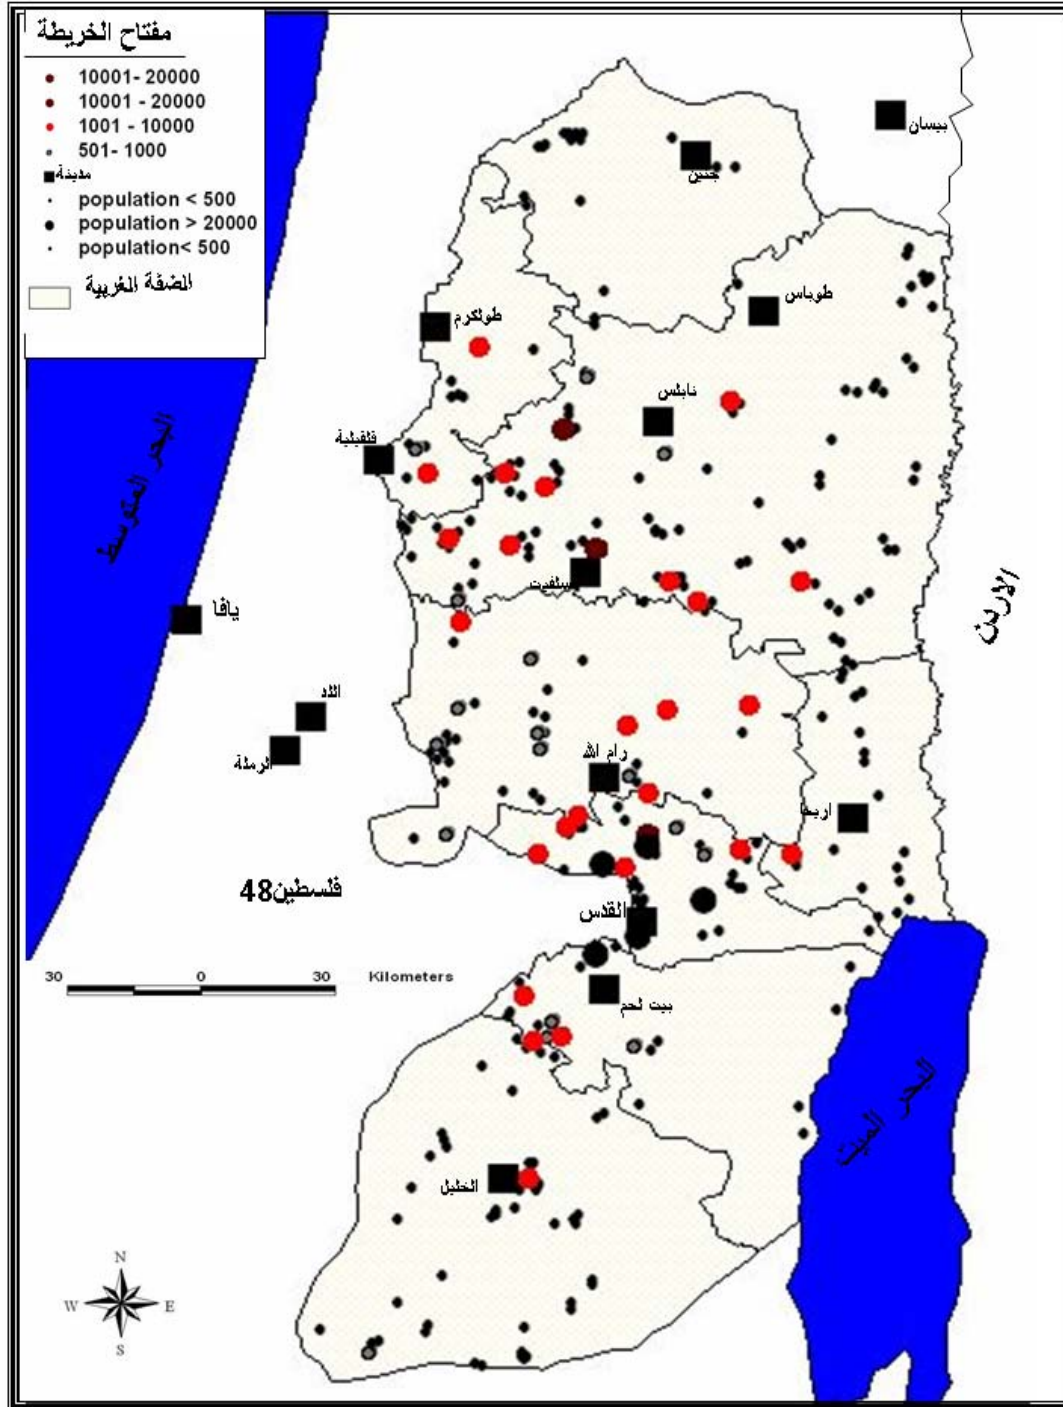 مفتاح الخريطة
10001- 20000
10001 - 20000
1001 - 10000
501- 1000
مدينة
population < 500
population > 20000
population< 500
الضفة الغربية
بيسان
جنين
طوباس
طولكرم
نابلس
قلقيلية
البحر المتوسط
سلفيت
الاردن
يافا
اللد
الرملة
رام الله
اريحا
فلسطين48
القدس
30 0 30 Kilometers
بيت لحم
البحر الميت
الخليل
N
W E
S